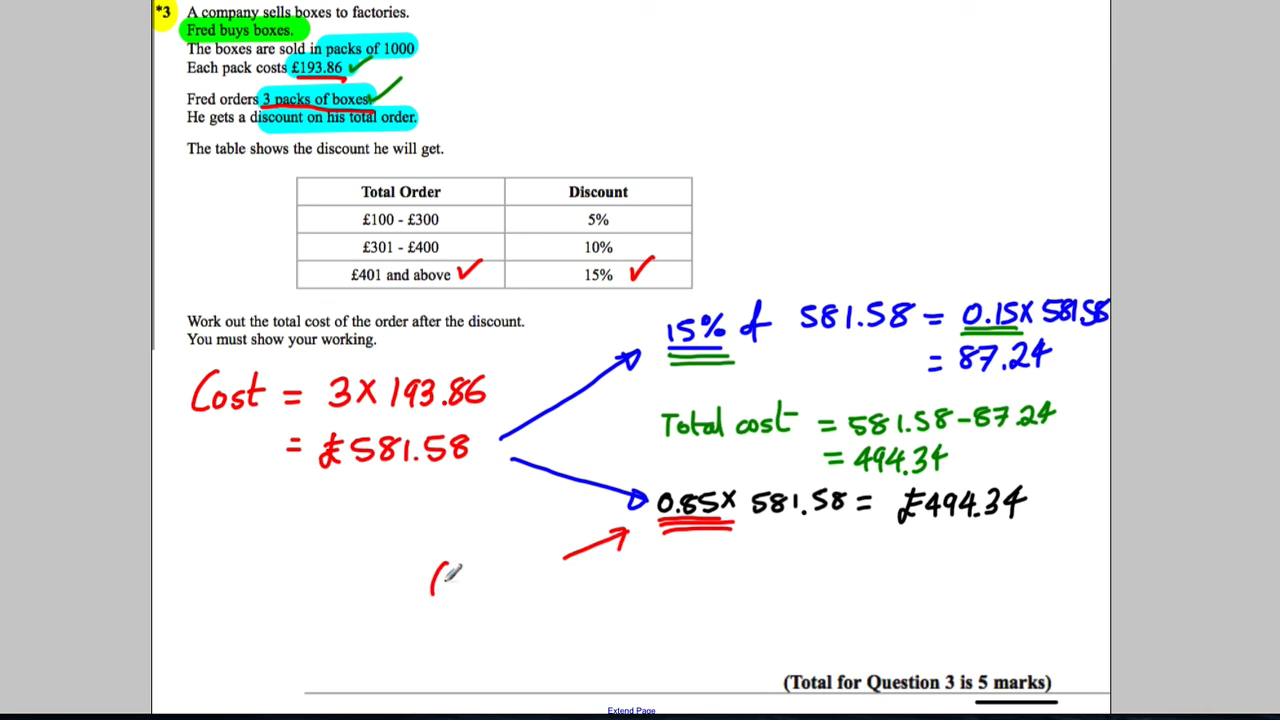 *3 A company sells boxes to factories.
Fred buys boxes.
The boxes are sold in packs of 1000
Each pack costs £193.86
Fred orders 3 packs of boxes.
He gets a discount on his total order.
The table shows the discount he will get.
Total Order Discount
£100 - £300 5%
£301 - £400 10%
£401 and above 15%
Work out the total cost of the order after the discount.
You must show your working.
15% of 581.58 = 0.15 x 58158
= 87.24
Cost = 3 x 193.86
= £581.58
Total cost = 581.58 - 87.24
= 494.34
0.85 x 581.58 = £494.34
(
(Total for Question 3 is 5 marks)
Extend Page